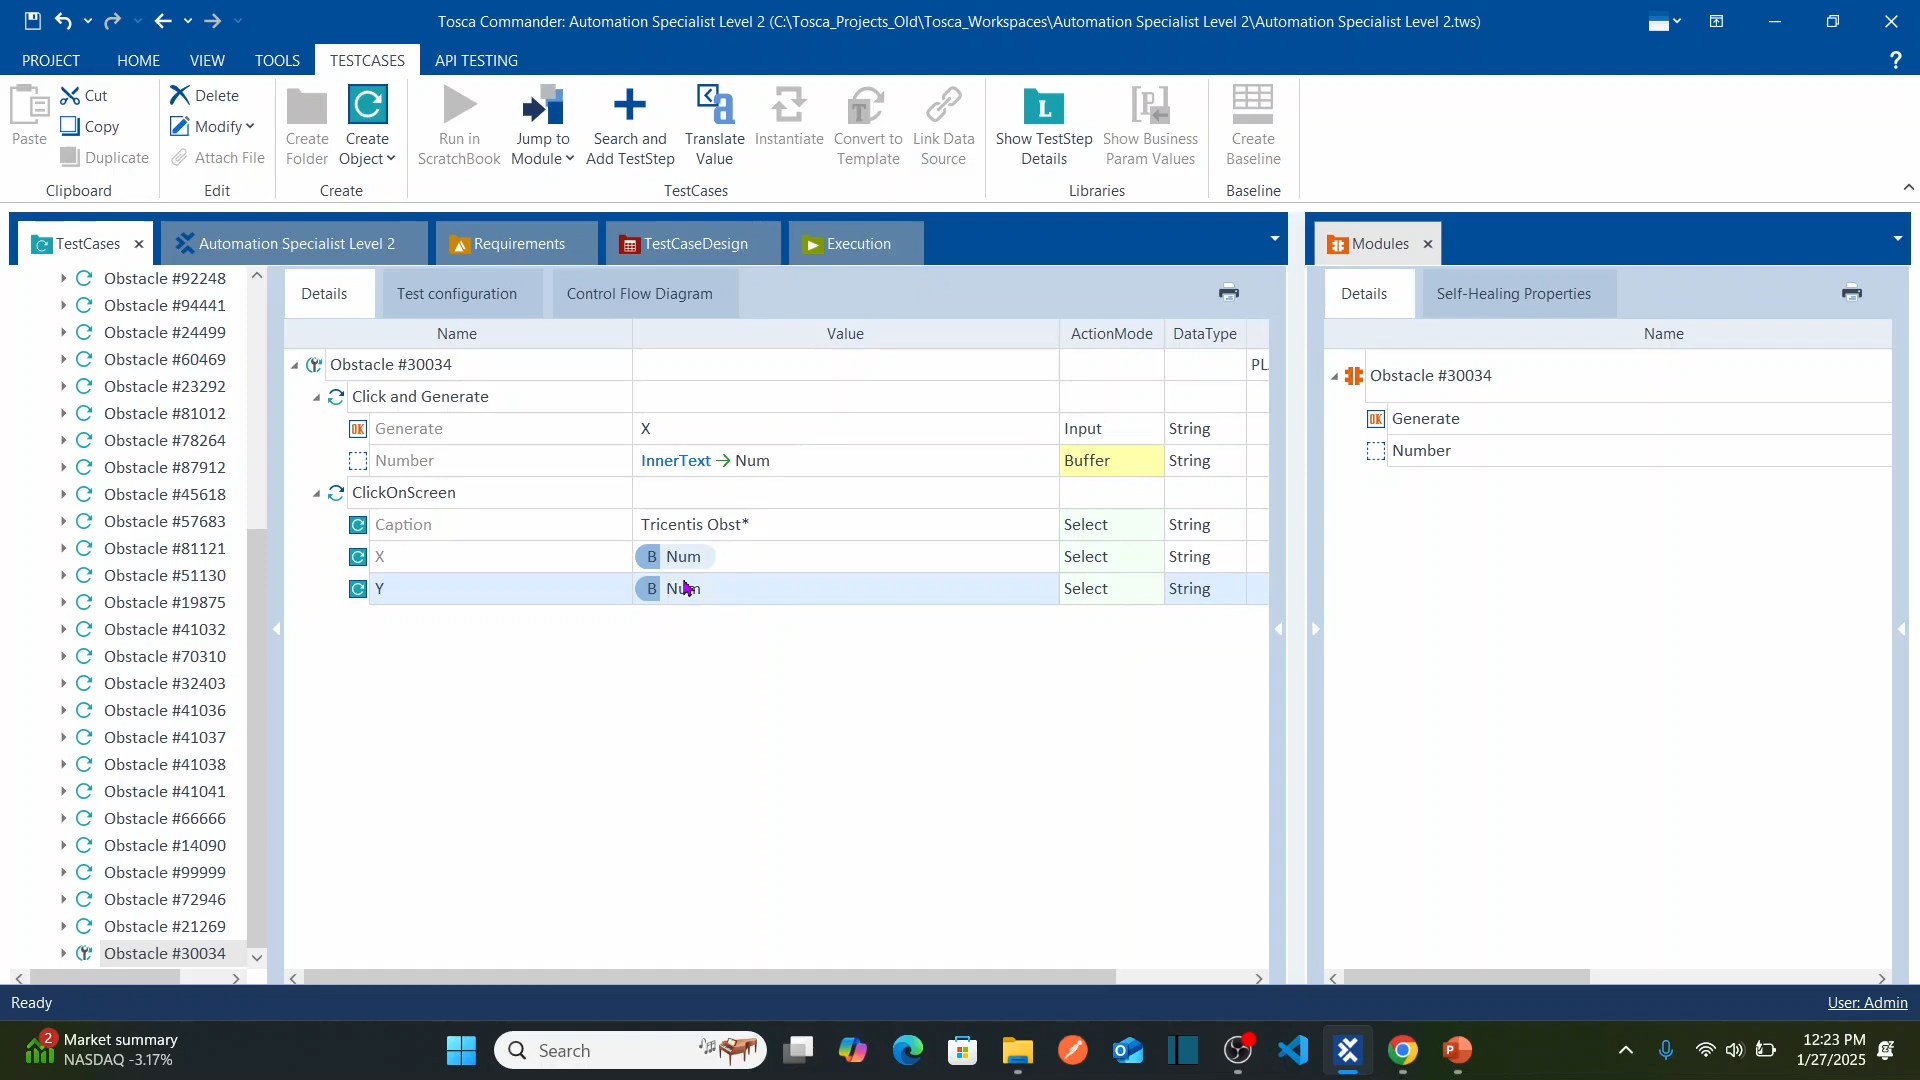 Tosca Commander: Automation Specialist Level 2 (C:\Tosca_Projects_Old\Tosca_Workspaces\Automation Specialist Level 2\Automation Specialist Level 2.tws)
PROJECT HOME VIEW TOOLS TESTCASES API TESTING ?
Paste
Cut
Copy
Duplicate
Clipboard
Delete
Modify
Attach File
Edit
Create Folder
Create Object
Create
Run in ScratchBook
Jump to Module
Search and Add TestStep
Translate Value
Instantiate
Convert to Template
Link Data Source
TestCases
Show TestStep Details
Show Business Param Values
Libraries
Create Baseline
Baseline
TestCases Automation Specialist Level 2 Requirements TestCaseDesign Execution
Obstacle #92248
Obstacle #94441
Obstacle #24499
Obstacle #60469
Obstacle #23292
Obstacle #81012
Obstacle #78264
Obstacle #87912
Obstacle #45618
Obstacle #57683
Obstacle #81121
Obstacle #51130
Obstacle #19875
Obstacle #41032
Obstacle #70310
Obstacle #32403
Obstacle #41036
Obstacle #41037
Obstacle #41038
Obstacle #41041
Obstacle #66666
Obstacle #14090
Obstacle #99999
Obstacle #72946
Obstacle #21269
Obstacle #30034
Details Test configuration Control Flow Diagram
Name Value ActionMode DataType
Obstacle #30034 PL
Click and Generate
OK Generate X Input String
Number InnerText → Num Buffer String
ClickOnScreen
Caption Tricentis Obst* Select String
X B Num Select String
Y B Num Select String
Modules
Details Self-Healing Properties
Name
Obstacle #30034
OK Generate
Number
Ready
User: Admin
2 Market summary
NASDAQ -3.17%
Search
12:23 PM
1/27/2025